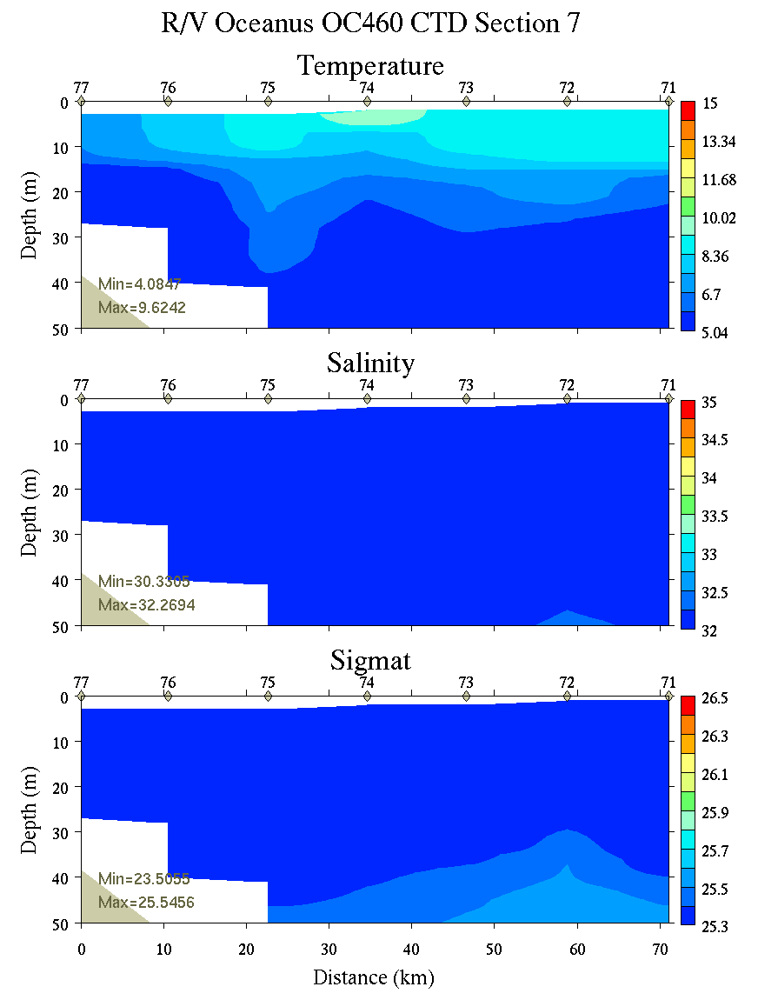 R/V Oceanus OC460 CTD Section 7
Temperature
77 76 75 74 73 72 71
0
10
20
30
40
50
Depth (m)
Min=4.0847
Max=9.6242
15
13.34
11.68
10.02
8.36
6.7
5.04
Salinity
77 76 75 74 73 72 71
0
10
20
30
40
50
Depth (m)
Min=30.3305
Max=32.2694
35
34.5
34
33.5
33
32.5
32
Sigmat
77 76 75 74 73 72 71
0
10
20
30
40
50
Depth (m)
Min=23.5055
Max=25.5456
26.5
26.3
26.1
25.9
25.7
25.5
25.3
0 10 20 30 40 50 60 70
Distance (km)